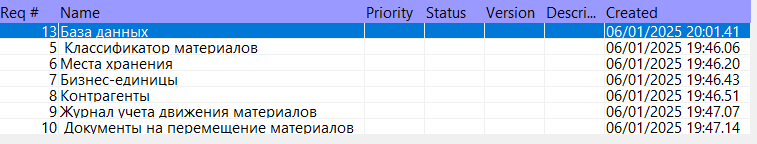 Req # Name Priority Status Version Descri... Created
13 База данных 06/01/2025 20:01.41
5 Классификатор материалов 06/01/2025 19:46.06
6 Места хранения 06/01/2025 19:46.20
7 Бизнес-единицы 06/01/2025 19:46.43
8 Контрагенты 06/01/2025 19:46.51
9 Журнал учета движения материалов 06/01/2025 19:47.07
10 Документы на перемещение материалов 06/01/2025 19:47.14